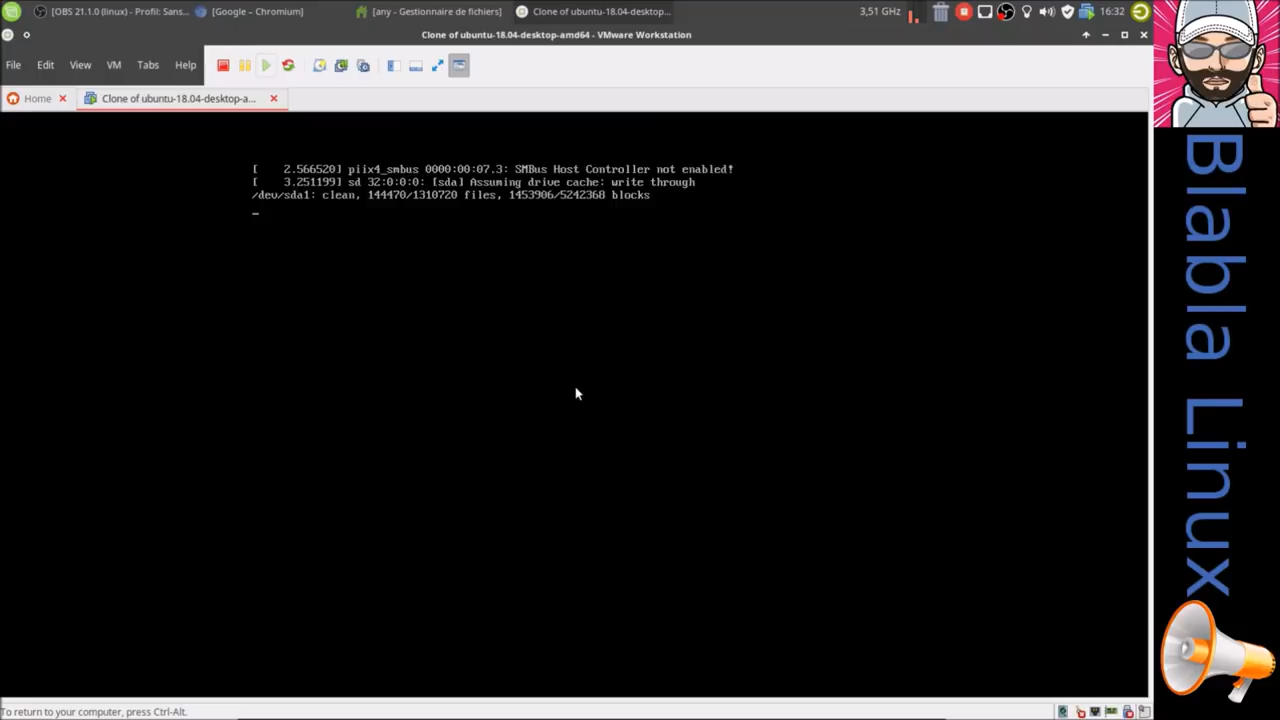 [OBS 21.1.0 (linux) - Profil: Sans...
[Google – Chromium]
[any - Gestionnaire de fichiers]
Clone of ubuntu-18.04-desktop...
3,51 GHz
16:32
Clone of ubuntu-18.04-desktop-amd64 - VMware Workstation
File Edit View VM Tabs Help
Home
Clone of ubuntu-18.04-desktop-a...
[    2.566520] piix4_smbus 0000:00:07.3: SMBus Host Controller not enabled!
[    3.251199] sd 32:0:0:0: [sda] Assuming drive cache: write through
/dev/sda1: clean, 144470/1310720 files, 1453906/5242368 blocks
_
To return to your computer, press Ctrl-Alt.
Blabla Linux